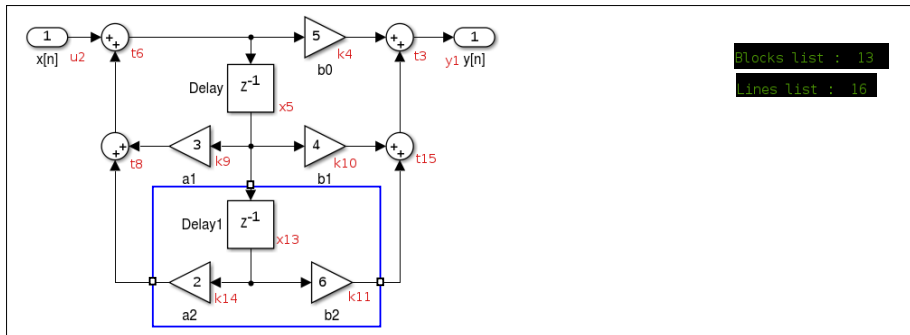 1 + + 5 + + 1
x[n] u2 t6 k4 t3 y1 y[n]
b0
Blocks list : 13
Lines list : 16
Delay z-1
x5
+ + 3 4 + +
t8 k9 k10 t15
a1 b1
Delay1 z-1
x13
2 6
k14 k11
a2 b2